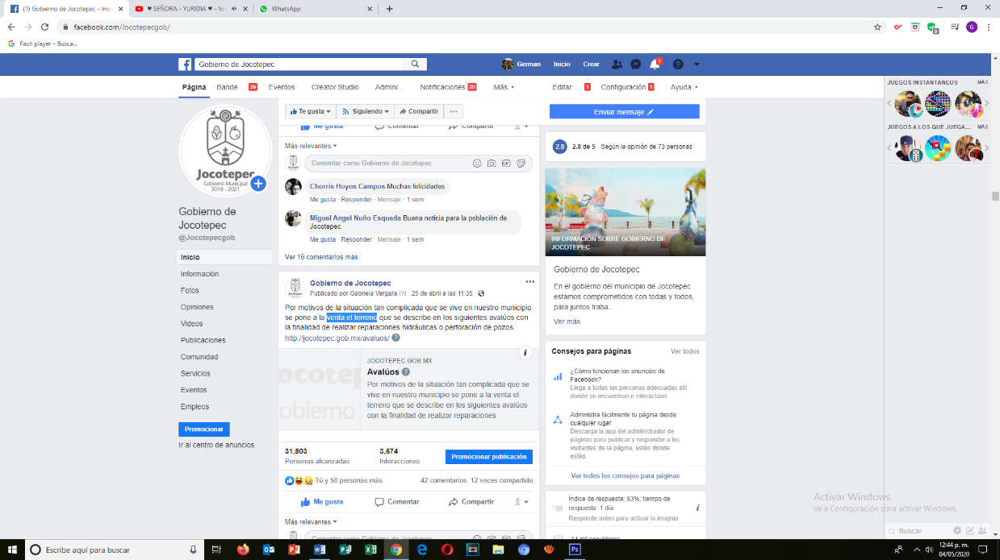 (1) Gobierno de Jocotepec - Inici
♥ SEÑORA - YURIDIA ♥ - Yo
WhatsApp
facebook.com/Jocotepecgob/
flash player - Busca...
Gobierno de Jocotepec
German Inicio Crear 1
Página Bande... 29 Eventos Creator Studio Admini... Notificaciones 26 Más Editar ... 1 Configuración 1 Ayuda
JUEGOS INSTANTÁNEOS MÁS
JUEGOS A LOS QUE JUEGA... MÁS
Jocotepec
Gobierno Municipal
2018 - 2021
Gobierno de
Jocotepec
@Jocotepecgob
Inicio
Información
Fotos
Opiniones
Videos
Publicaciones
Comunidad
Servicios
Eventos
Empleos
Promocionar
Ir al centro de anuncios
Te gusta Siguiendo Compartir ...
Enviar mensaje
Me gusta Comentar Compartir
Más relevantes
Comentar como Gobierno de Jocotepec
GIF
Chorris Hoyos Campos Muchas felicidades
Me gusta · Responder · Mensaje · 1 sem
Miguel Angel Nuño Esqueda Buena noticia para la población de
Jocotepec
Me gusta · Responder · Mensaje · 1 sem
Ver 16 comentarios más
Gobierno de Jocotepec
Publicado por Gabriela Vergara [?] · 25 de abril a las 11:35 ·
Por motivos de la situación tan complicada que se vive en nuestro municipio
se pone a la venta el terreno que se describe en los siguientes avalúos con
la finalidad de realizar reparaciones hidráulicas o perforación de pozos.
http://jocotepec.gob.mx/avaluos/ ?
ocotep
obierno
i
JOCOTEPEC.GOB.MX
Avalúos ?
Por motivos de la situación tan complicada que se
vive en nuestro municipio se pone a la venta el
terreno que se describe en los siguientes avalúos
con la finalidad de realizar reparaciones
31,803
Personas alcanzadas
3,674
Interacciones
Promocionar publicación
Tú y 50 personas más 42 comentarios 12 veces compartido
Me gusta Comentar Compartir
Más relevantes
Comentar como Gobierno de Jocotepec
2.8 2.8 de 5 · Según la opinión de 73 personas
INFORMACIÓN SOBRE GOBIERNO DE
JOCOTEPEC
Gobierno de Jocotepec
En el gobierno del municipio de Jocotepec
estamos comprometidos con todas y todos,
para juntos traba...
Ver más
Consejos para páginas Ver todos
¿Cómo funcionan los anuncios de
Facebook?
Llega a todas las personas adecuadas allí
donde se encuentran e interactúan.
Administra fácilmente tu página desde
cualquier lugar
Descarga la app del administrador de
páginas para publicar y responder a los
visitantes de la página, estés donde
estés.
Ver todos los consejos para páginas
Índice de respuesta: 83%; tiempo de
respuesta: 1 día
Responde antes para activar la insignia
i
14 mil seguidores
Activar Windows
Ve a Configuración para activar Windows.
Buscar
Escribe aquí para buscar
12:44 p. m.
04/05/2020